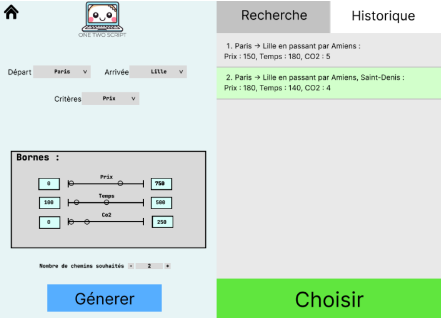 ONE TWO SCRIPT
Départ Paris v Arrivée Lille v
Critères Prix v
Bornes :
Prix
0 750
Temps
100 500
Co2
0 250
Nombre de chemins souhaités - 2 +
Génerer
Recherche Historique
1. Paris → Lille en passant par Amiens :
Prix : 150, Temps : 180, CO2 : 5
2. Paris → Lille en passant par Amiens, Saint-Denis :
Prix : 180, Temps : 140, CO2 : 4
Choisir